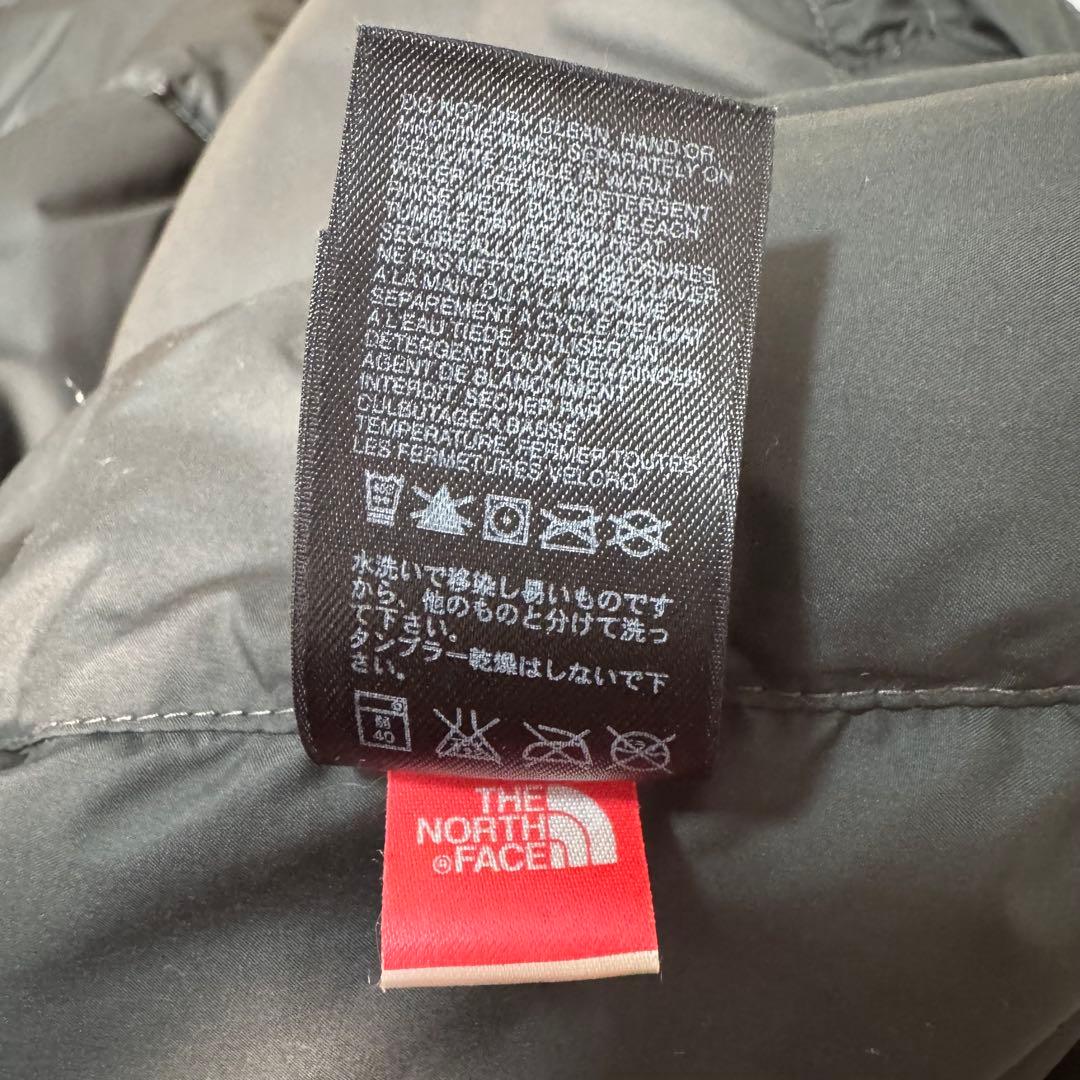 DO NOT DRY CLEAN, HAND OR
MACHINE WASH SEPARATELY ON
DELICATE CYCLE IN WARM
WATER. USE MILD DETERGENT
RINSE WELL. DO NOT BLEACH
TUMBLE DRY LOW HEAT.
SECURE ALL VELCRO CLOSURES
NE PAS NETTOYER A SEC, LAVER
A LA MAIN OU A LA MACHINE
SEPAREMENT A CYCLE DELICAT
A L'EAU TIEDE. UTILISER UN
DETERGENT DOUX. BIEN RINCER
AGENT DE BLANCHIMENT
INTERDIT/ SECHER PAR
CULBUTAGE A BASSE
TEMPERATURE, FERMER TOUTES
LES FERMETURES VELCRO
水洗いで移染し易いものです
から、他のものと分けて洗っ
て下さい。
タンブラー乾燥はしないで下
さい。
40
THE
NORTH
®FACE